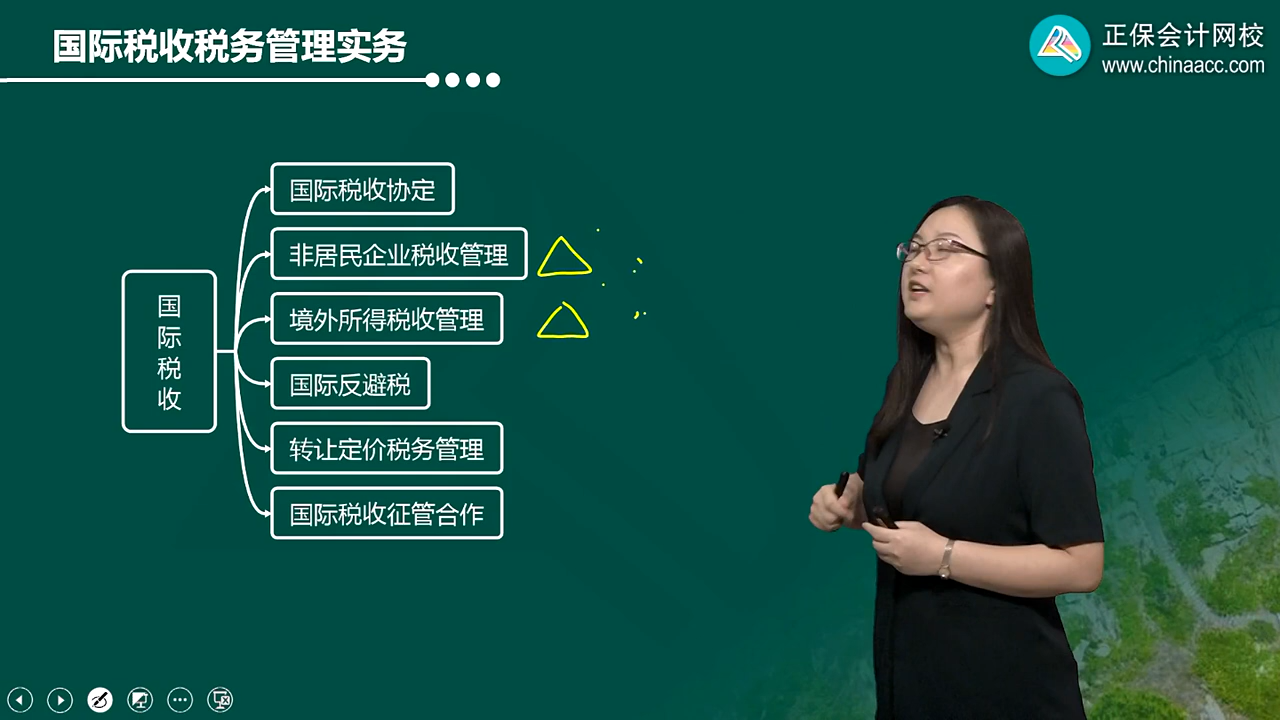 国际税收税务管理实务
正保会计网校
www.chinaacc.com
国际税收
国际税收协定
非居民企业税收管理
境外所得税收管理
国际反避税
转让定价税务管理
国际税收征管合作